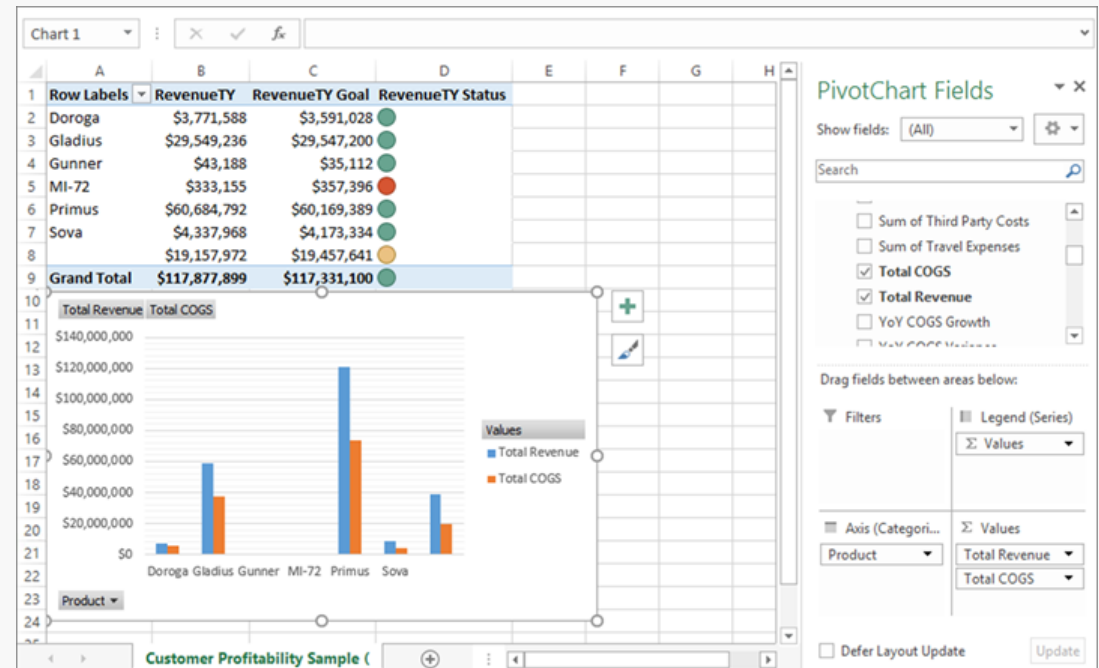 Chart 1
fx
A B C D E F G H
1 Row Labels RevenueTY RevenueTY Goal RevenueTY Status
2 Doroga $3,771,588 $3,591,028
3 Gladius $29,549,236 $29,547,200
4 Gunner $43,188 $35,112
5 MI-72 $333,155 $357,396
6 Primus $60,684,792 $60,169,389
7 Sova $4,337,968 $4,173,334
8 $19,157,972 $19,457,641
9 Grand Total $117,877,899 $117,331,100
10
11
12
13
14
15
16
17
18
19
20
21
22
23
24
Total Revenue Total COGS
$140,000,000
$120,000,000
$100,000,000
$80,000,000
$60,000,000
$40,000,000
$20,000,000
$0
Doroga Gladius Gunner MI-72 Primus Sova
Values
Total Revenue
Total COGS
Product
Customer Profitability Sample (
PivotChart Fields
Show fields: (All)
Search
Sum of Third Party Costs
Sum of Travel Expenses
Total COGS
Total Revenue
YoY COGS Growth
YoY COGS Variance
Drag fields between areas below:
Filters
Legend (Series)
Σ Values
Axis (Categori...
Product
Σ Values
Total Revenue
Total COGS
Defer Layout Update
Update